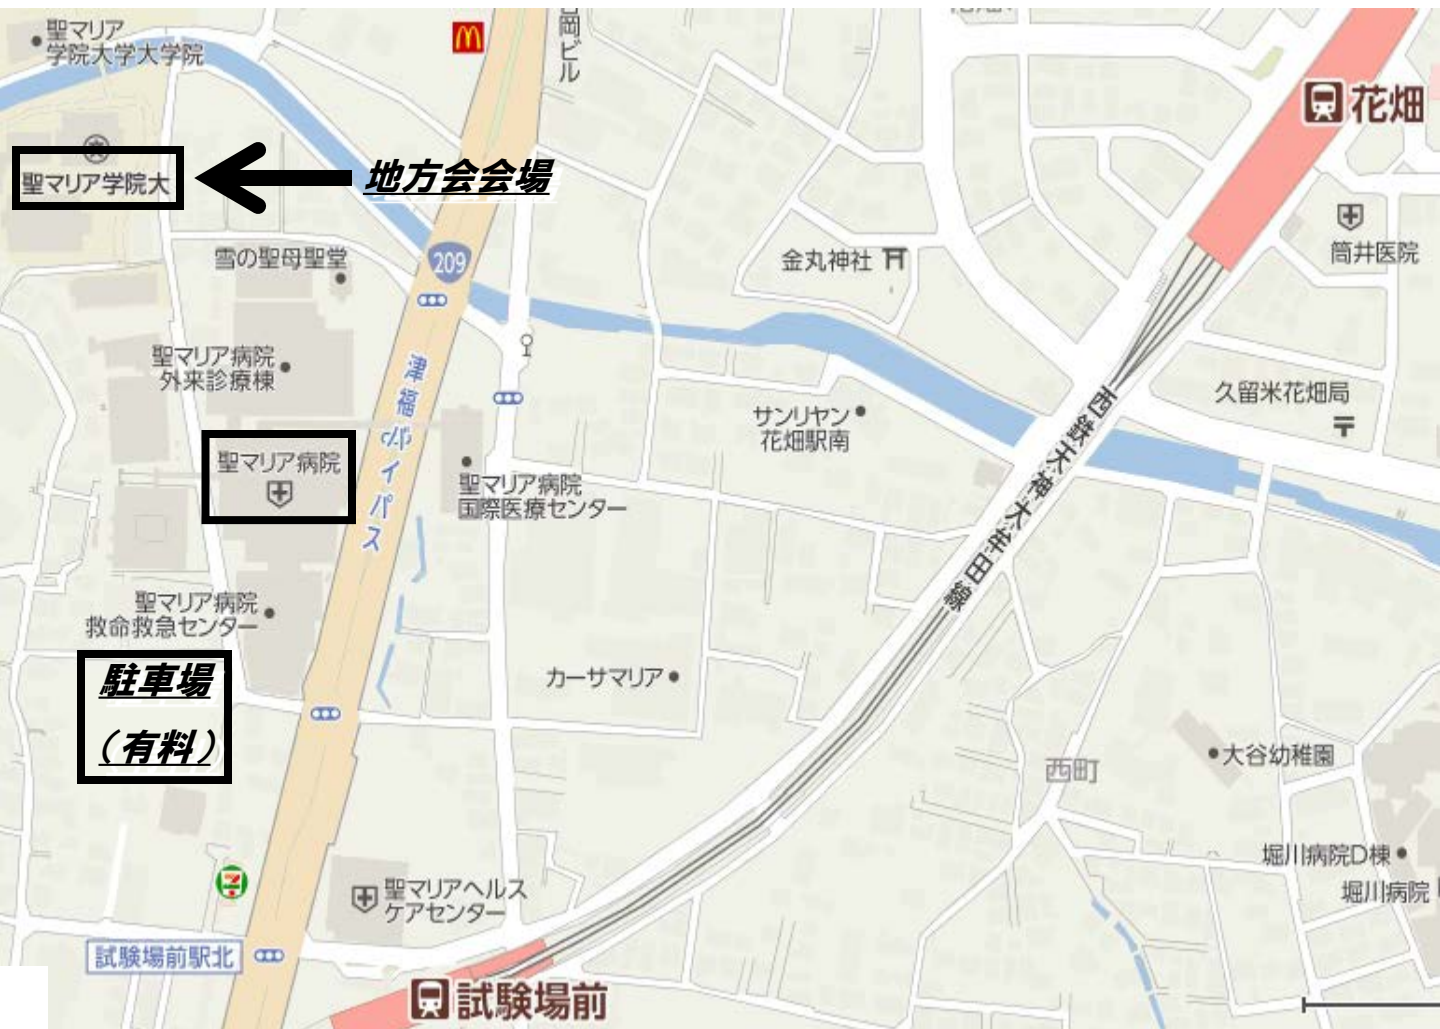 聖マリア
学院大学大学院
岡ビル
花畑
聖マリア学院大
地方会会場
雪の聖母聖堂
209
金丸神社
筒井医院
聖マリア病院
外来診療棟
津福バイパス
サンリヤン
花畑駅南
西鉄天神大牟田線
久留米花畑局
聖マリア病院
聖マリア病院
国際医療センター
聖マリア病院
救命救急センター
駐車場
（有料）
カーサマリア
西町
大谷幼稚園
堀川病院D棟
堀川病院
聖マリアヘルス
ケアセンター
試験場前駅北
試験場前